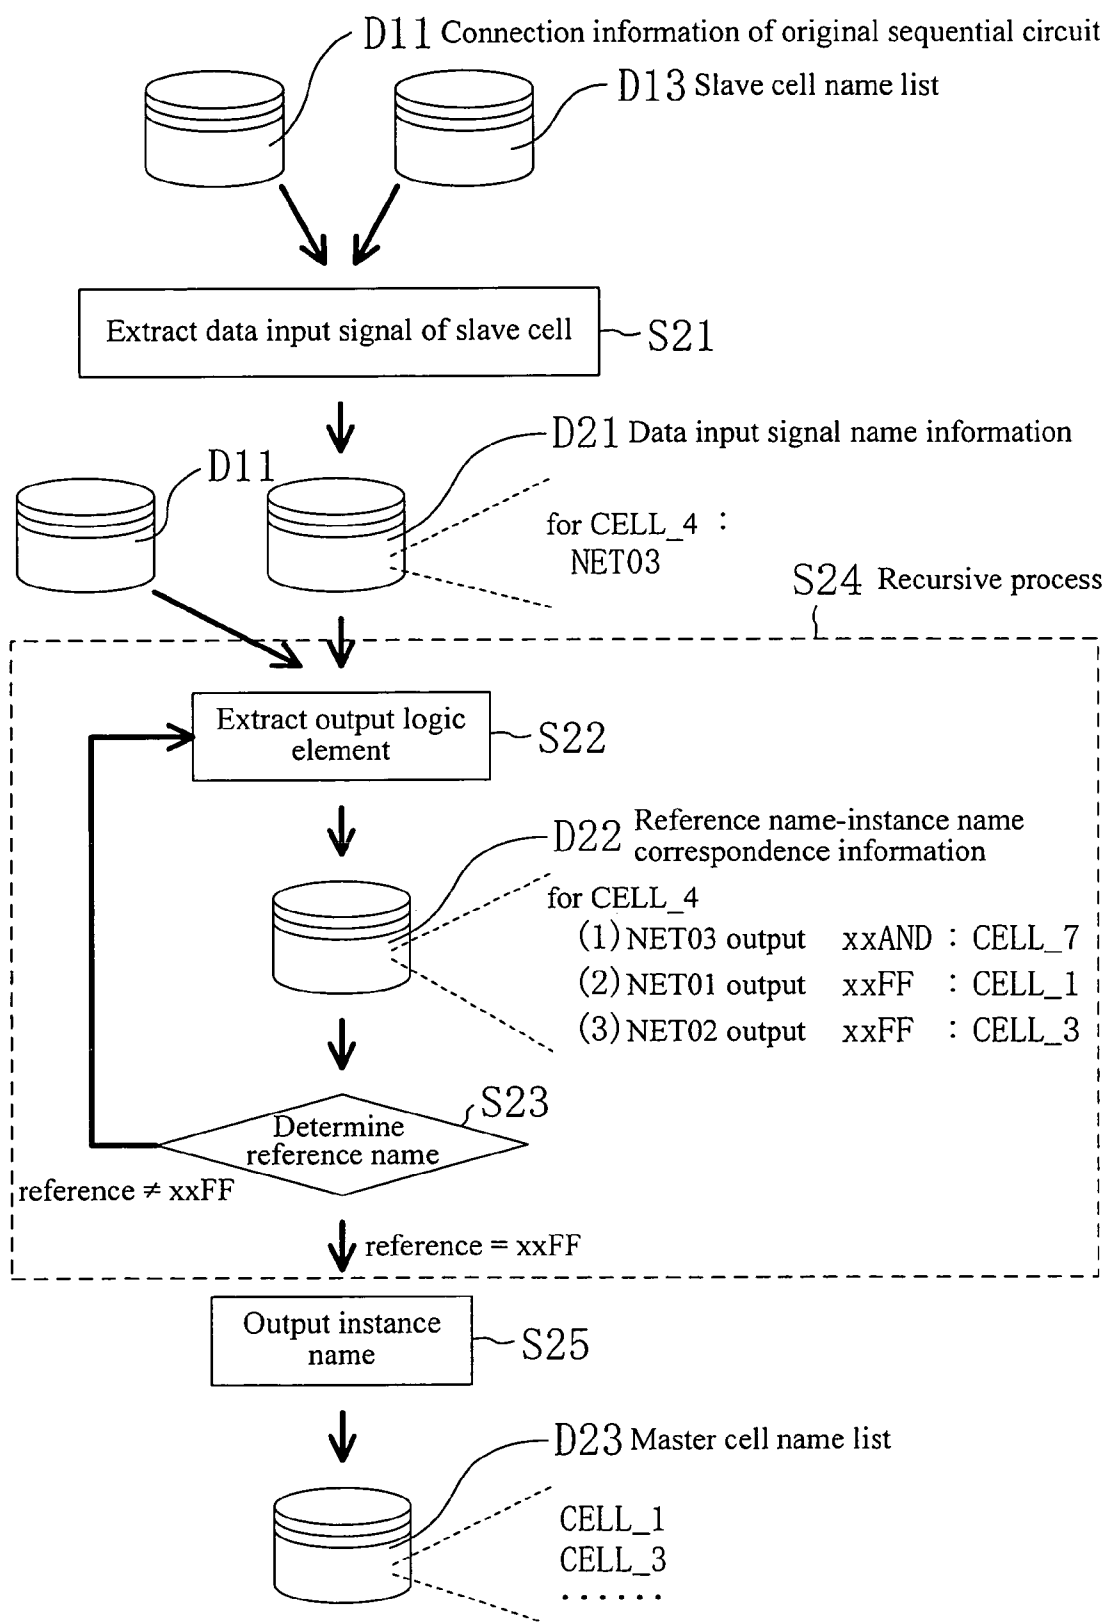 D11 Connection information of original sequential circuit
D13 Slave cell name list
Extract data input signal of slave cell
S21
D21 Data input signal name information
D11
for CELL_4 :
NET03
S24 Recursive process
Extract output logic
element
S22
D22 Reference name-instance name
correspondence information
for CELL_4
(1) NET03 output xxAND : CELL_7
(2) NET01 output xxFF : CELL_1
(3) NET02 output xxFF : CELL_3
S23
Determine
reference name
reference ≠ xxFF
reference = xxFF
Output instance
name
S25
D23 Master cell name list
CELL_1
CELL_3
......